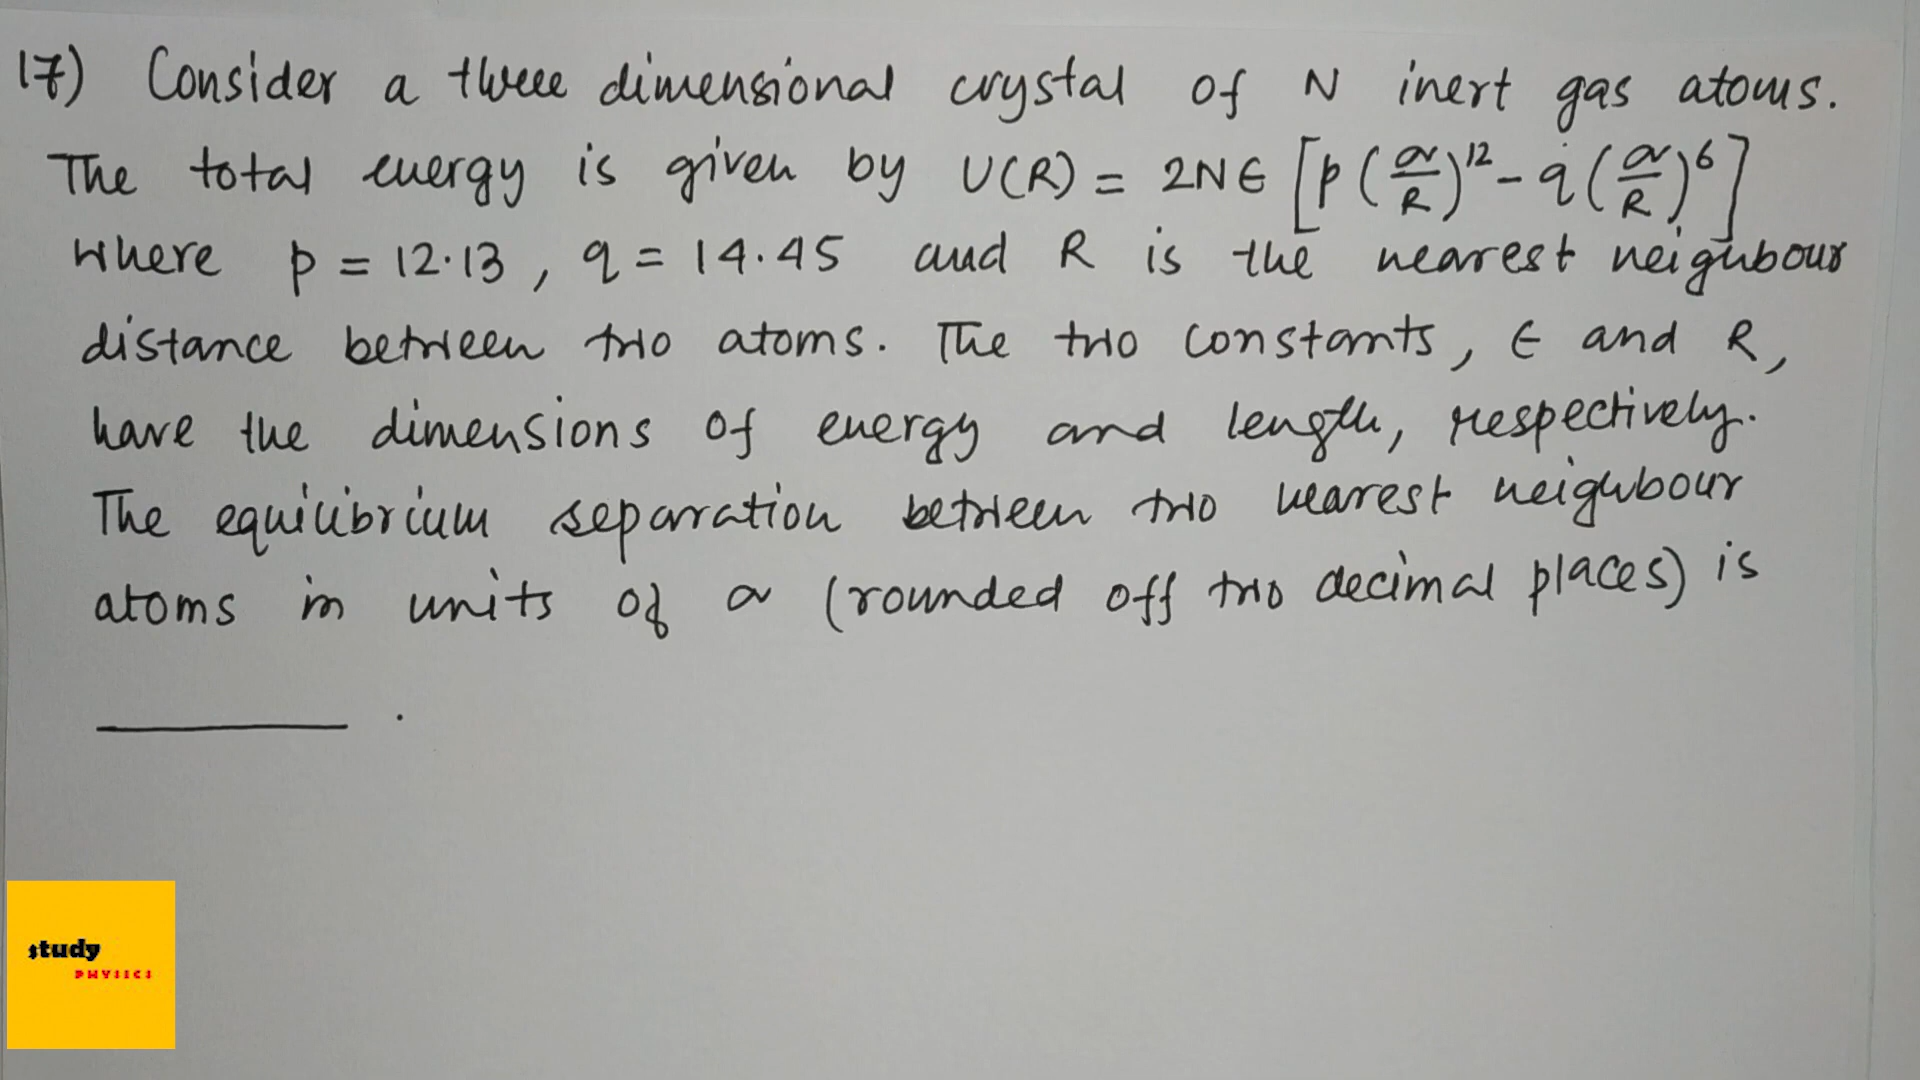 17) Consider a three dimensional crystal of N inert gas atoms.
The total energy is given by U(R) = 2Nϵ [p(σ/R)¹² - q(σ/R)⁶]
where p = 12.13, q = 14.45 and R is the nearest neighbour
distance between two atoms. The two constants, ϵ and R,
have the dimensions of energy and length, respectively.
The equilibrium separation between two nearest neighbour
atoms in units of σ (rounded off two decimal places) is
________ .
study
PHYSICS